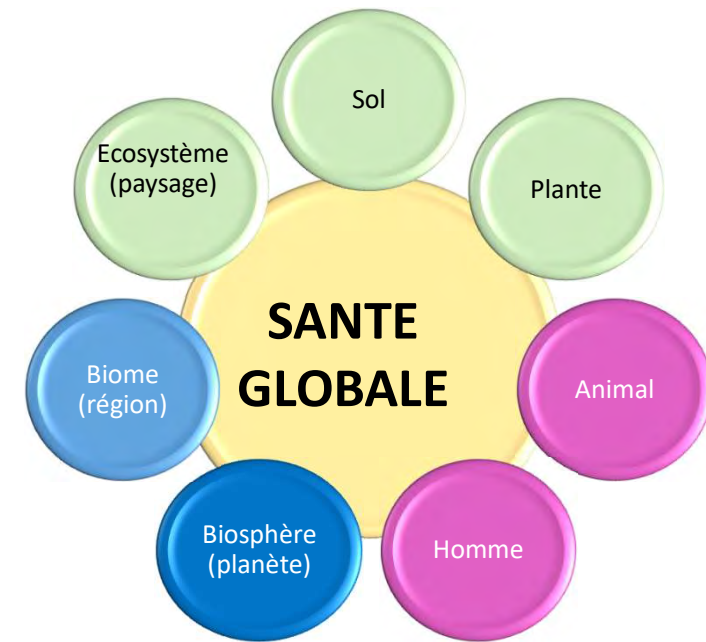 Sol
Plante
Animal
Homme
Biosphère
(planète)
Biome
(région)
Ecosystème
(paysage)
SANTE
GLOBALE